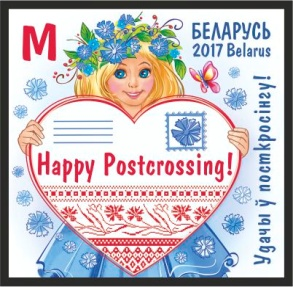 М
БЕЛАРУСЬ
2017 Belarus
Happy Postcrossing!
Удачы ў посткросінгу!